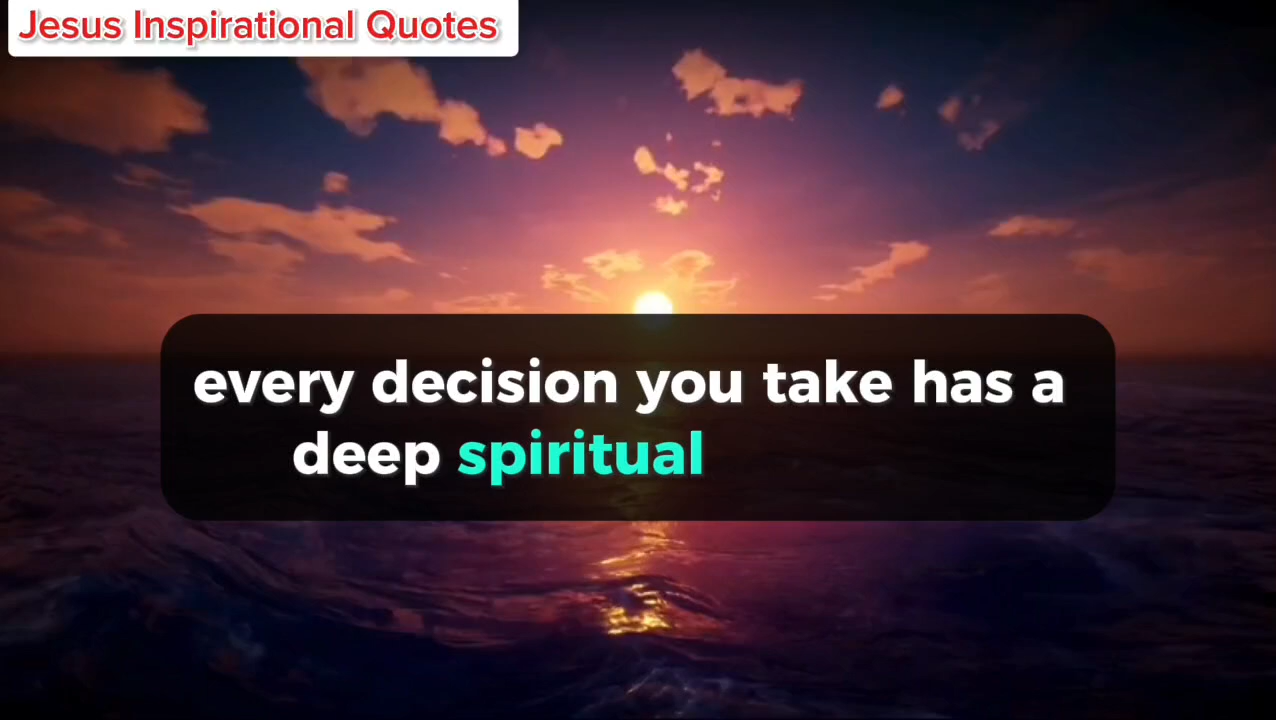 Jesus Inspirational Quotes
every decision you take has a
deep spiritual